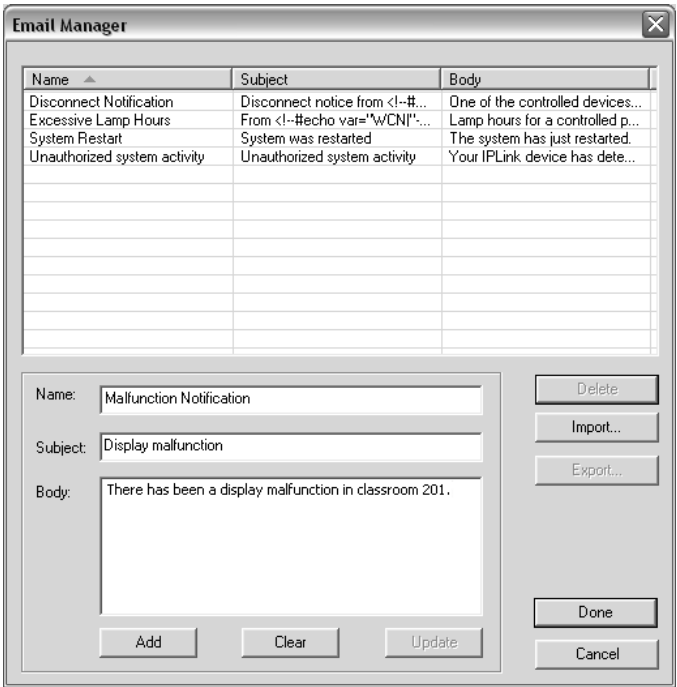 Email Manager
Name Subject Body
Disconnect Notification Disconnect notice from <!--#... One of the controlled devices...
Excessive Lamp Hours From <!--#echo var="WCN|"-... Lamp hours for a controlled p...
System Restart System was restarted The system has just restarted.
Unauthorized system activity Unauthorized system activity Your IPLink device has dete...
Name: Malfunction Notification
Subject: Display malfunction
Body: There has been a display malfunction in classroom 201.
Add Clear Update
Delete
Import...
Export...
Done
Cancel